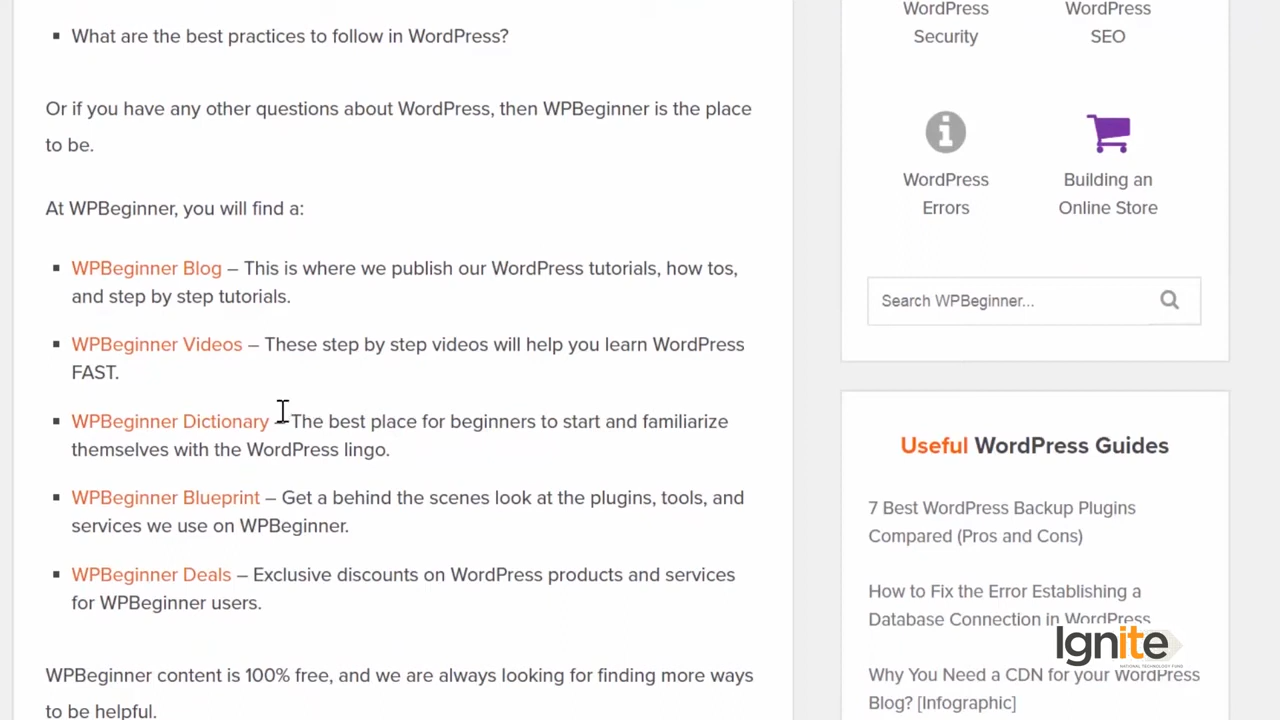 What are the best practices to follow in WordPress?
Or if you have any other questions about WordPress, then WPBeginner is the place
to be.
At WPBeginner, you will find a:
WPBeginner Blog – This is where we publish our WordPress tutorials, how tos,
and step by step tutorials.
WPBeginner Videos – These step by step videos will help you learn WordPress
FAST.
WPBeginner Dictionary – The best place for beginners to start and familiarize
themselves with the WordPress lingo.
WPBeginner Blueprint – Get a behind the scenes look at the plugins, tools, and
services we use on WPBeginner.
WPBeginner Deals – Exclusive discounts on WordPress products and services
for WPBeginner users.
WPBeginner content is 100% free, and we are always looking for finding more ways
to be helpful.
WordPress
Security
WordPress
SEO
WordPress
Errors
Building an
Online Store
Search WPBeginner...
Useful WordPress Guides
7 Best WordPress Backup Plugins
Compared (Pros and Cons)
How to Fix the Error Establishing a
Database Connection in WordPress
Why You Need a CDN for your WordPress
Blog? [Infographic]
Ignite
NATIONAL TECHNOLOGY FUND